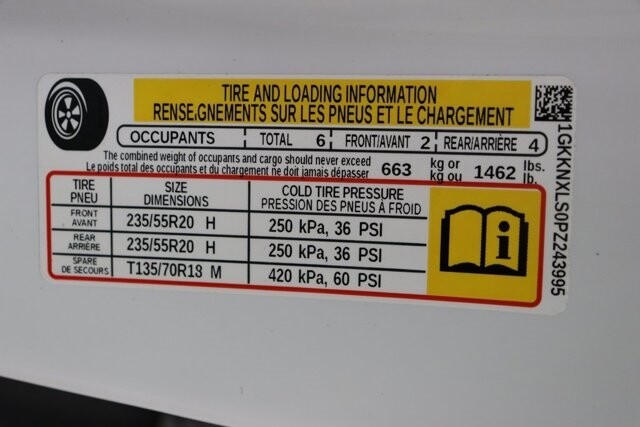 TIRE AND LOADING INFORMATION
RENSEIGNEMENTS SUR LES PNEUS ET LE CHARGEMENT
OCCUPANTS TOTAL 6 FRONT/AVANT 2 REAR/ARRIÈRE 4
The combined weight of occupants and cargo should never exceed
Le poids total des occupants et du chargement ne doit jamais dépasser
663 kg or kg ou 1462 lbs. lb.
TIRE PNEU SIZE DIMENSIONS COLD TIRE PRESSURE PRESSION DES PNEUS À FROID
FRONT AVANT 235/55R20 H 250 kPa, 36 PSI
REAR ARRIÈRE 235/55R20 H 250 kPa, 36 PSI
SPARE DE SECOURS T135/70R18 M 420 kPa, 60 PSI
i
1GKKNXLS0PZ243995